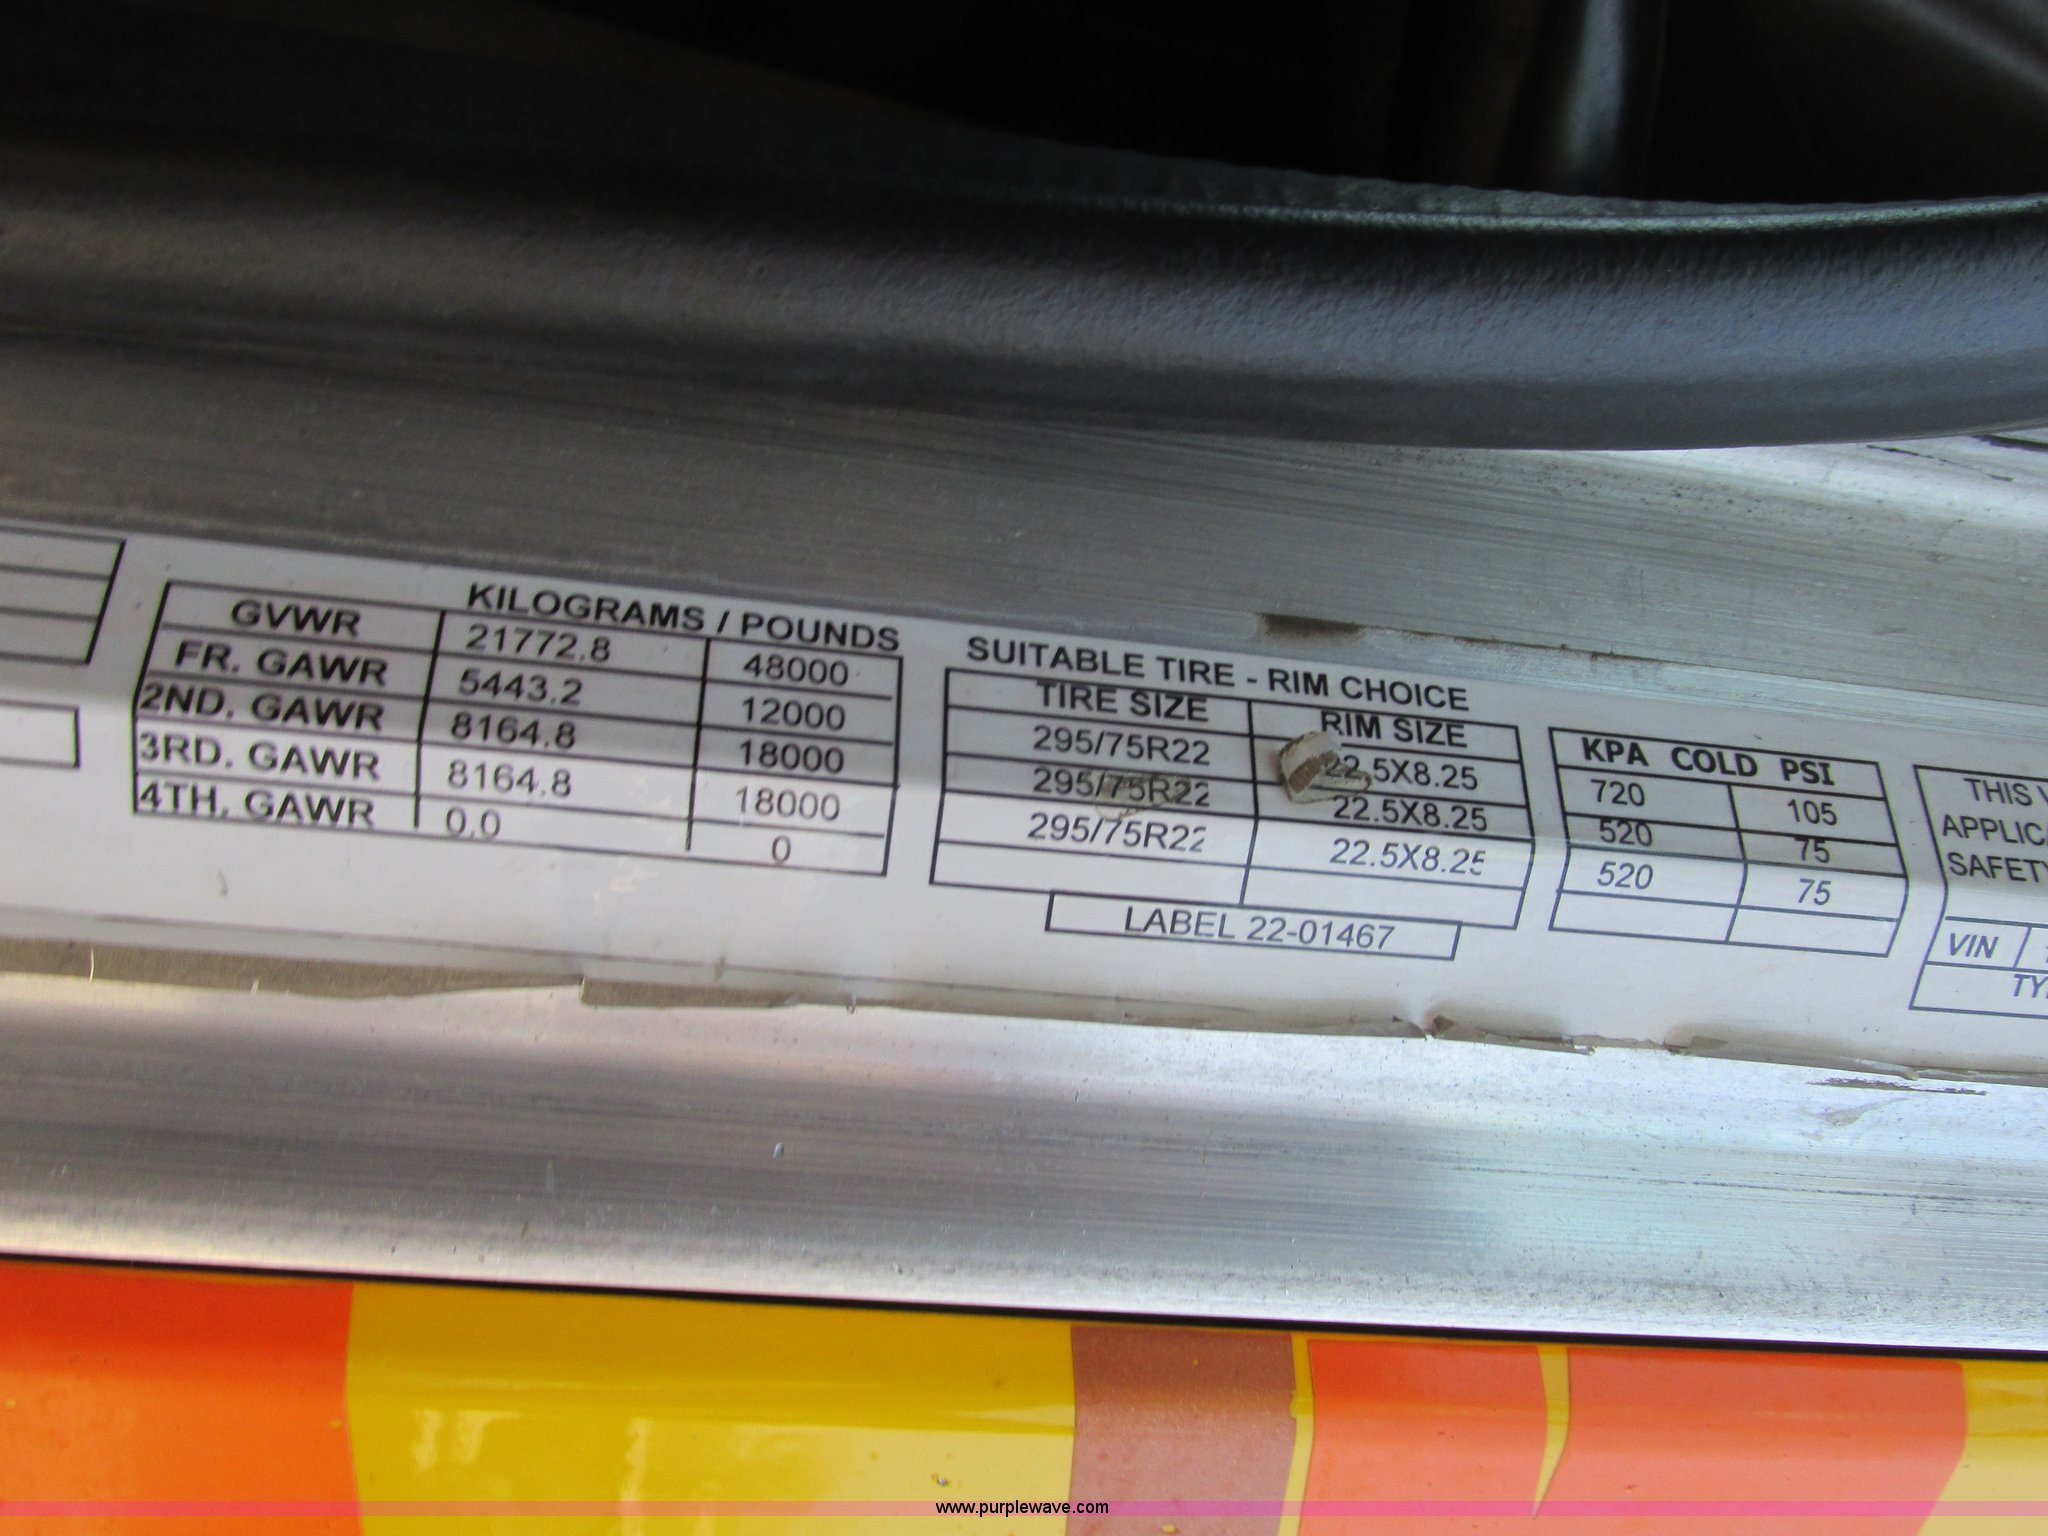 KILOGRAMS / POUNDS
GVWR 21772.8 48000
FR. GAWR 5443.2 12000
2ND. GAWR 8164.8 18000
3RD. GAWR 8164.8 18000
4TH. GAWR 0.0 0
SUITABLE TIRE - RIM CHOICE
TIRE SIZE RIM SIZE
295/75R22 22.5X8.25
295/75R22 22.5X8.25
295/75R22 22.5X8.25
LABEL 22-01467
KPA COLD PSI
720 105
520 75
520 75
THIS
APPLIC
SAFETY
VIN
TY
www.purplewave.com